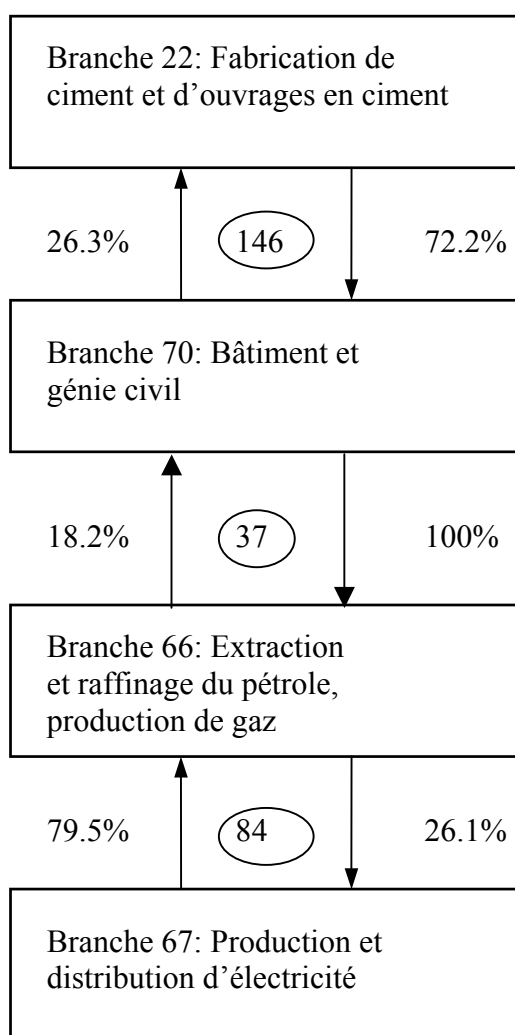 Branche 22: Fabrication de
ciment et d’ouvrages en ciment
26.3% 146 72.2%
Branche 70: Bâtiment et
génie civil
18.2% 37 100%
Branche 66: Extraction
et raffinage du pétrole,
production de gaz
79.5% 84 26.1%
Branche 67: Production et
distribution d’électricité